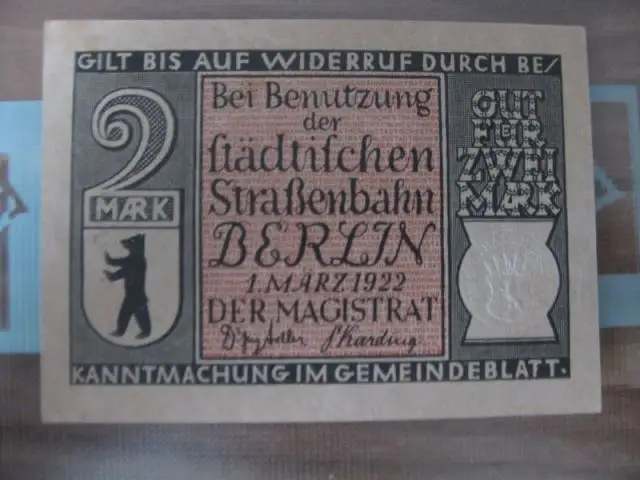 GILT BIS AUF WIDERRUF DURCH BE/
2
MARK
Bei Benutzung
der
ſtädtiſchen
Straßenbahn
BERLIN
1. MÄRZ 1922
DER MAGISTRAT
GUT
FÜR
ZWEI
MARK
KANNTMACHUNG IM GEMEINDEBLATT.